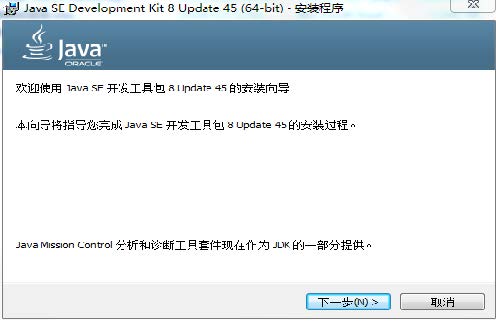 Java SE Development Kit 8 Update 45 (64-bit) - 安装程序
Java™
ORACLE
欢迎使用 Java SE 开发工具包 8 Update 45 的安装向导
本向导将指导您完成 Java SE 开发工具包 8 Update 45 的安装过程。
Java Mission Control 分析和诊断工具套件现在作为 JDK 的一部分提供。
下一步(N) >
取消